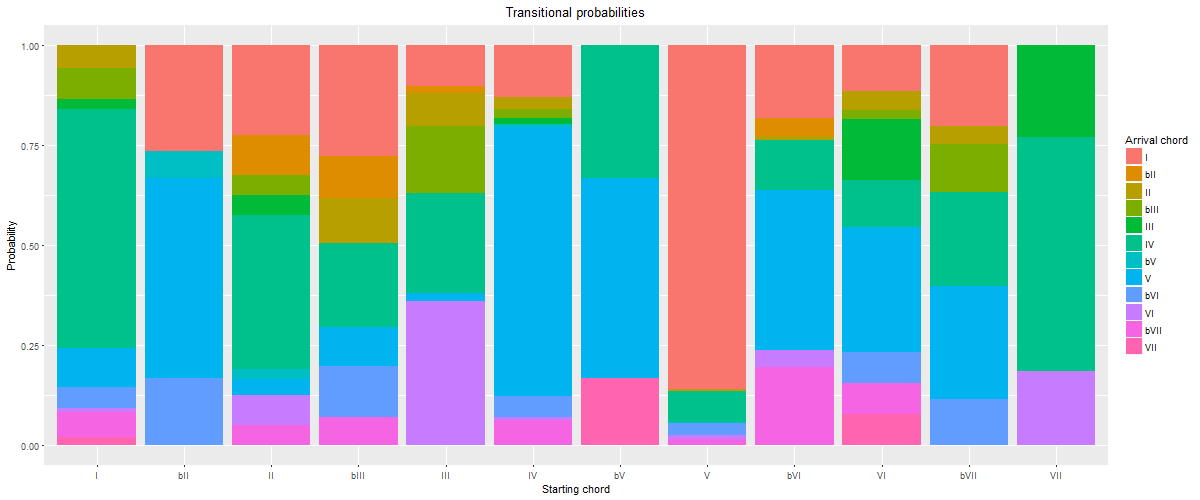 Transitional probabilities
1.00
0.75
0.50
0.25
0.00
Probability
I bII II bIII III IV bV V bVI VI bVII VII
Starting chord
Arrival chord
I
bII
II
bIII
III
IV
bV
V
bVI
VI
bVII
VII